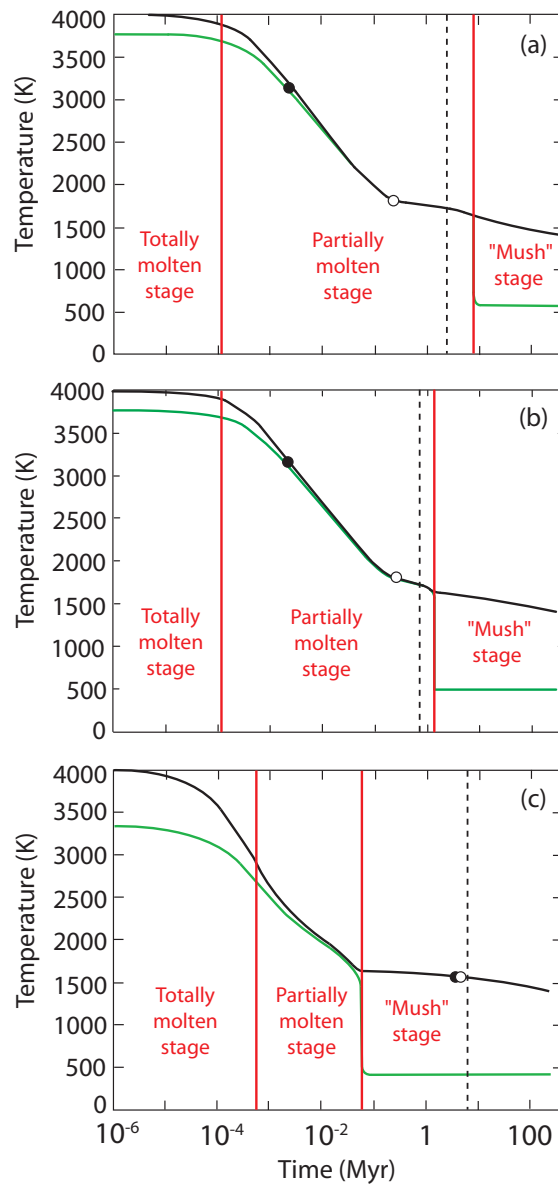 4000
3500
3000
2500
2000
1500
1000
500
0
Temperature (K)
(a)
Totally
molten
stage
Partially
molten
stage
"Mush"
stage
4000
3500
3000
2500
2000
1500
1000
500
0
Temperature (K)
(b)
Totally
molten
stage
Partially
molten
stage
"Mush"
stage
4000
3500
3000
2500
2000
1500
1000
500
0
Temperature (K)
(c)
Totally
molten
stage
Partially
molten
stage
"Mush"
stage
10⁻⁶ 10⁻⁴ 10⁻² 1 100
Time (Myr)